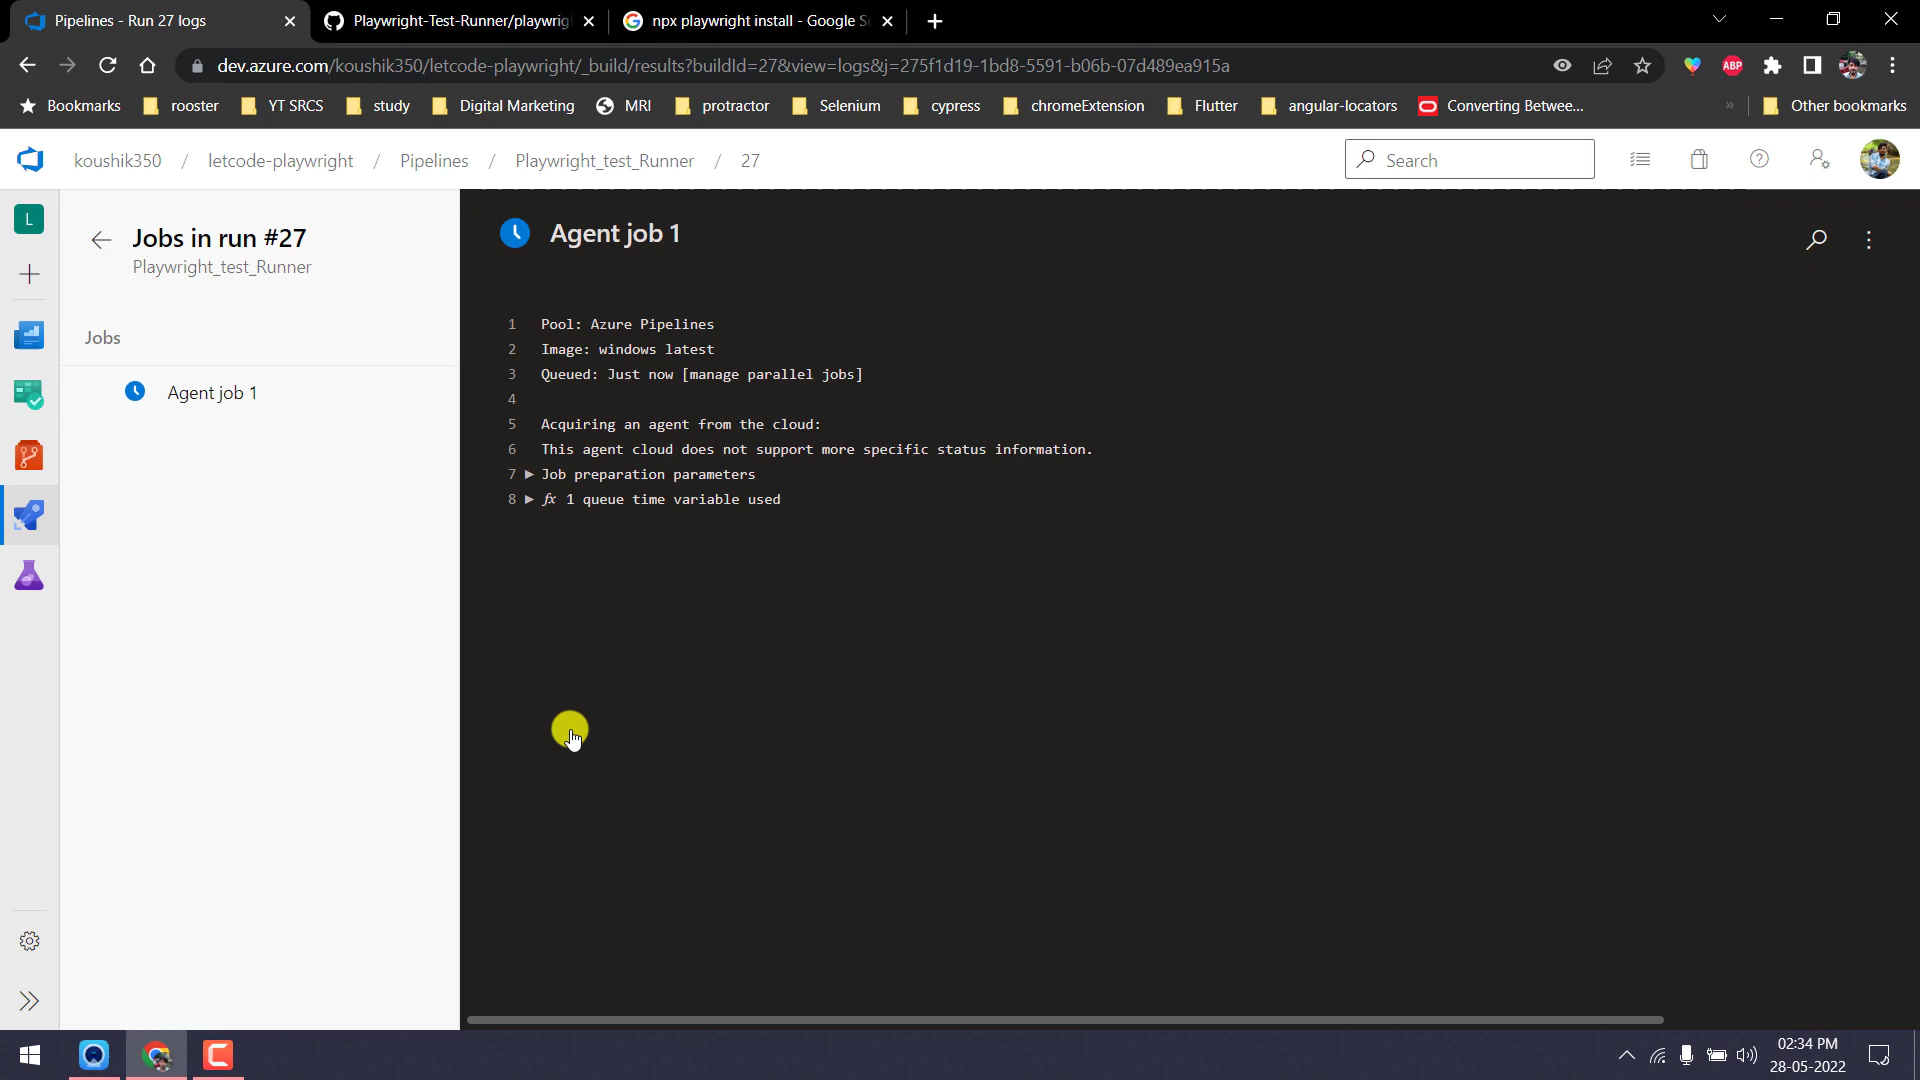 Pipelines - Run 27 logs
Playwright-Test-Runner/playwrig
npx playwright install - Google Se
dev.azure.com/koushik350/letcode-playwright/_build/results?buildId=27&view=logs&j=275f1d19-1bd8-5591-b06b-07d489ea915a
ABP
Bookmarks
rooster
YT SRCS
study
Digital Marketing
MRI
protractor
Selenium
cypress
chromeExtension
Flutter
angular-locators
Converting Betwee...
»
Other bookmarks
koushik350 / letcode-playwright / Pipelines / Playwright_test_Runner / 27
Search
L
Jobs in run #27
Playwright_test_Runner
Jobs
Agent job 1
Agent job 1
1 Pool: Azure Pipelines
2 Image: windows latest
3 Queued: Just now [manage parallel jobs]
4
5 Acquiring an agent from the cloud:
6 This agent cloud does not support more specific status information.
7 Job preparation parameters
8 fx 1 queue time variable used
02:34 PM
28-05-2022